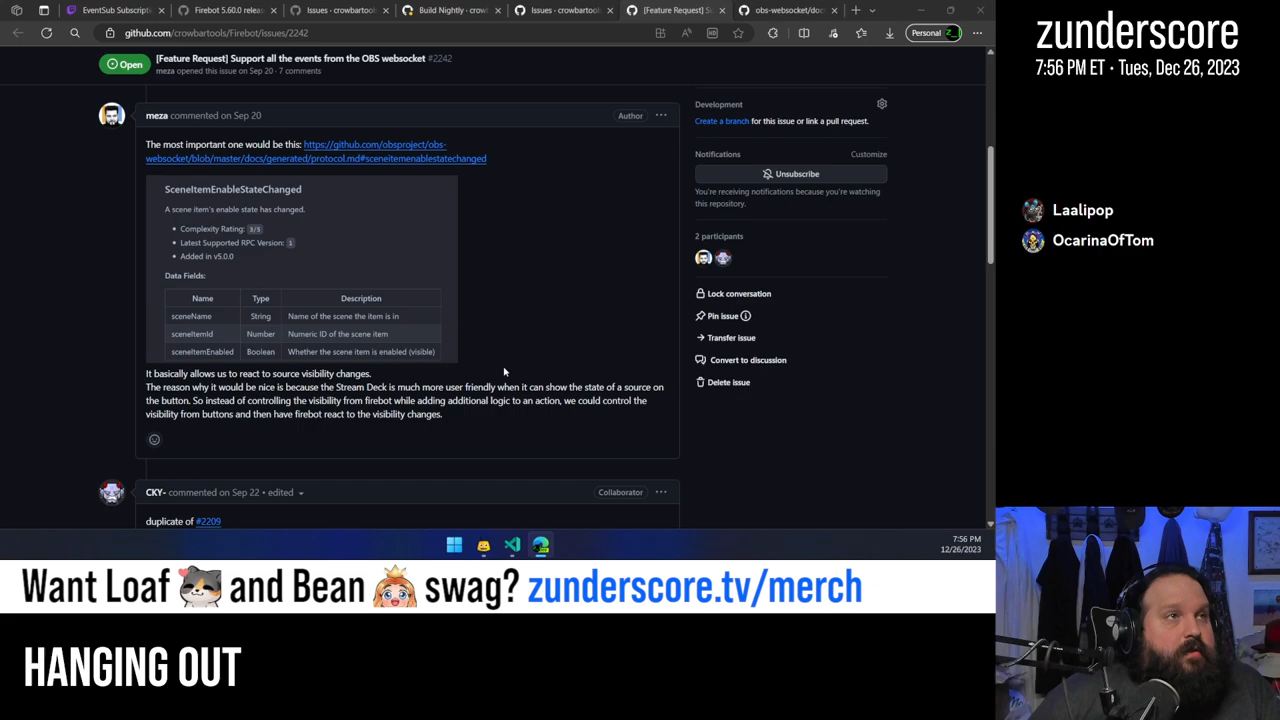 EventSub Subscripti
Firebot 5.60.0 relea
Issues · crowbartool
Build Nightly · crow
Issues · crowbartool
[Feature Request] S
obs-websocket/doc
github.com/crowbartools/Firebot/issues/2242
Personal
Open
[Feature Request] Support all the events from the OBS websocket #2242
meza opened this issue on Sep 20 · 7 comments
meza commented on Sep 20
Author
The most important one would be this: https://github.com/obsproject/obs-
websocket/blob/master/docs/generated/protocol.md#sceneitemenablestatechanged
SceneItemEnableStateChanged
A scene item's enable state has changed.
• Complexity Rating: 3/5
• Latest Supported RPC Version: 1
• Added in v5.0.0
Data Fields:
Name Type Description
sceneName String Name of the scene the item is in
sceneItemId Number Numeric ID of the scene item
sceneItemEnabled Boolean Whether the scene item is enabled (visible)
It basically allows us to react to source visibility changes.
The reason why it would be nice is because the Stream Deck is much more user friendly when it can show the state of a source on
the button. So instead of controlling the visibility from firebot while adding additional logic to an action, we could control the
visibility from buttons and then have firebot react to the visibility changes.
CKY- commented on Sep 22 • edited
Collaborator
duplicate of #2209
Development
Create a branch for this issue or link a pull request.
Notifications
Customize
Unsubscribe
You're receiving notifications because you're watching
this repository.
2 participants
Lock conversation
Pin issue
Transfer issue
Convert to discussion
Delete issue
7:56 PM
12/26/2023
zunderscore
7:56 PM ET · Tues, Dec 26, 2023
Laalipop
OcarinaOfTom
Want Loaf and Bean swag? zunderscore.tv/merch
HANGING OUT